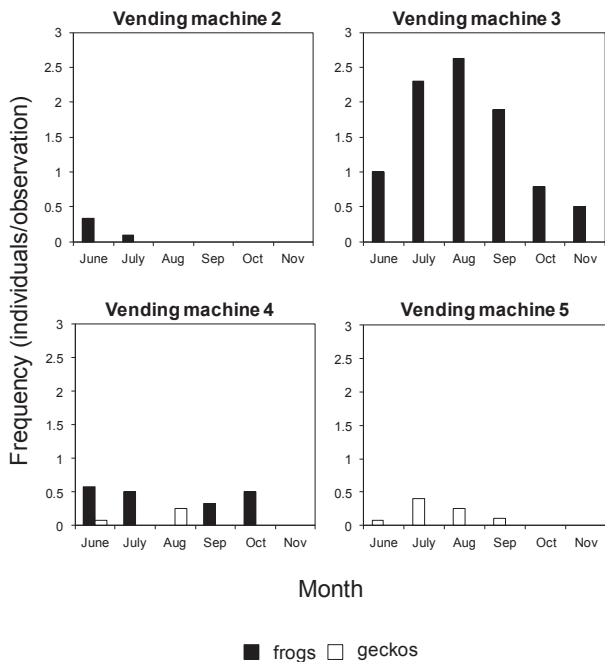 Vending machine 2
Vending machine 3
Frequency (individuals/observation)
3
2.5
2
1.5
1
0.5
0
June July Aug Sep Oct Nov
3
2.5
2
1.5
1
0.5
0
June July Aug Sep Oct Nov
Vending machine 4
Vending machine 5
3
2.5
2
1.5
1
0.5
0
June July Aug Sep Oct Nov
3
2.5
2
1.5
1
0.5
0
June July Aug Sep Oct Nov
Month
frogs geckos